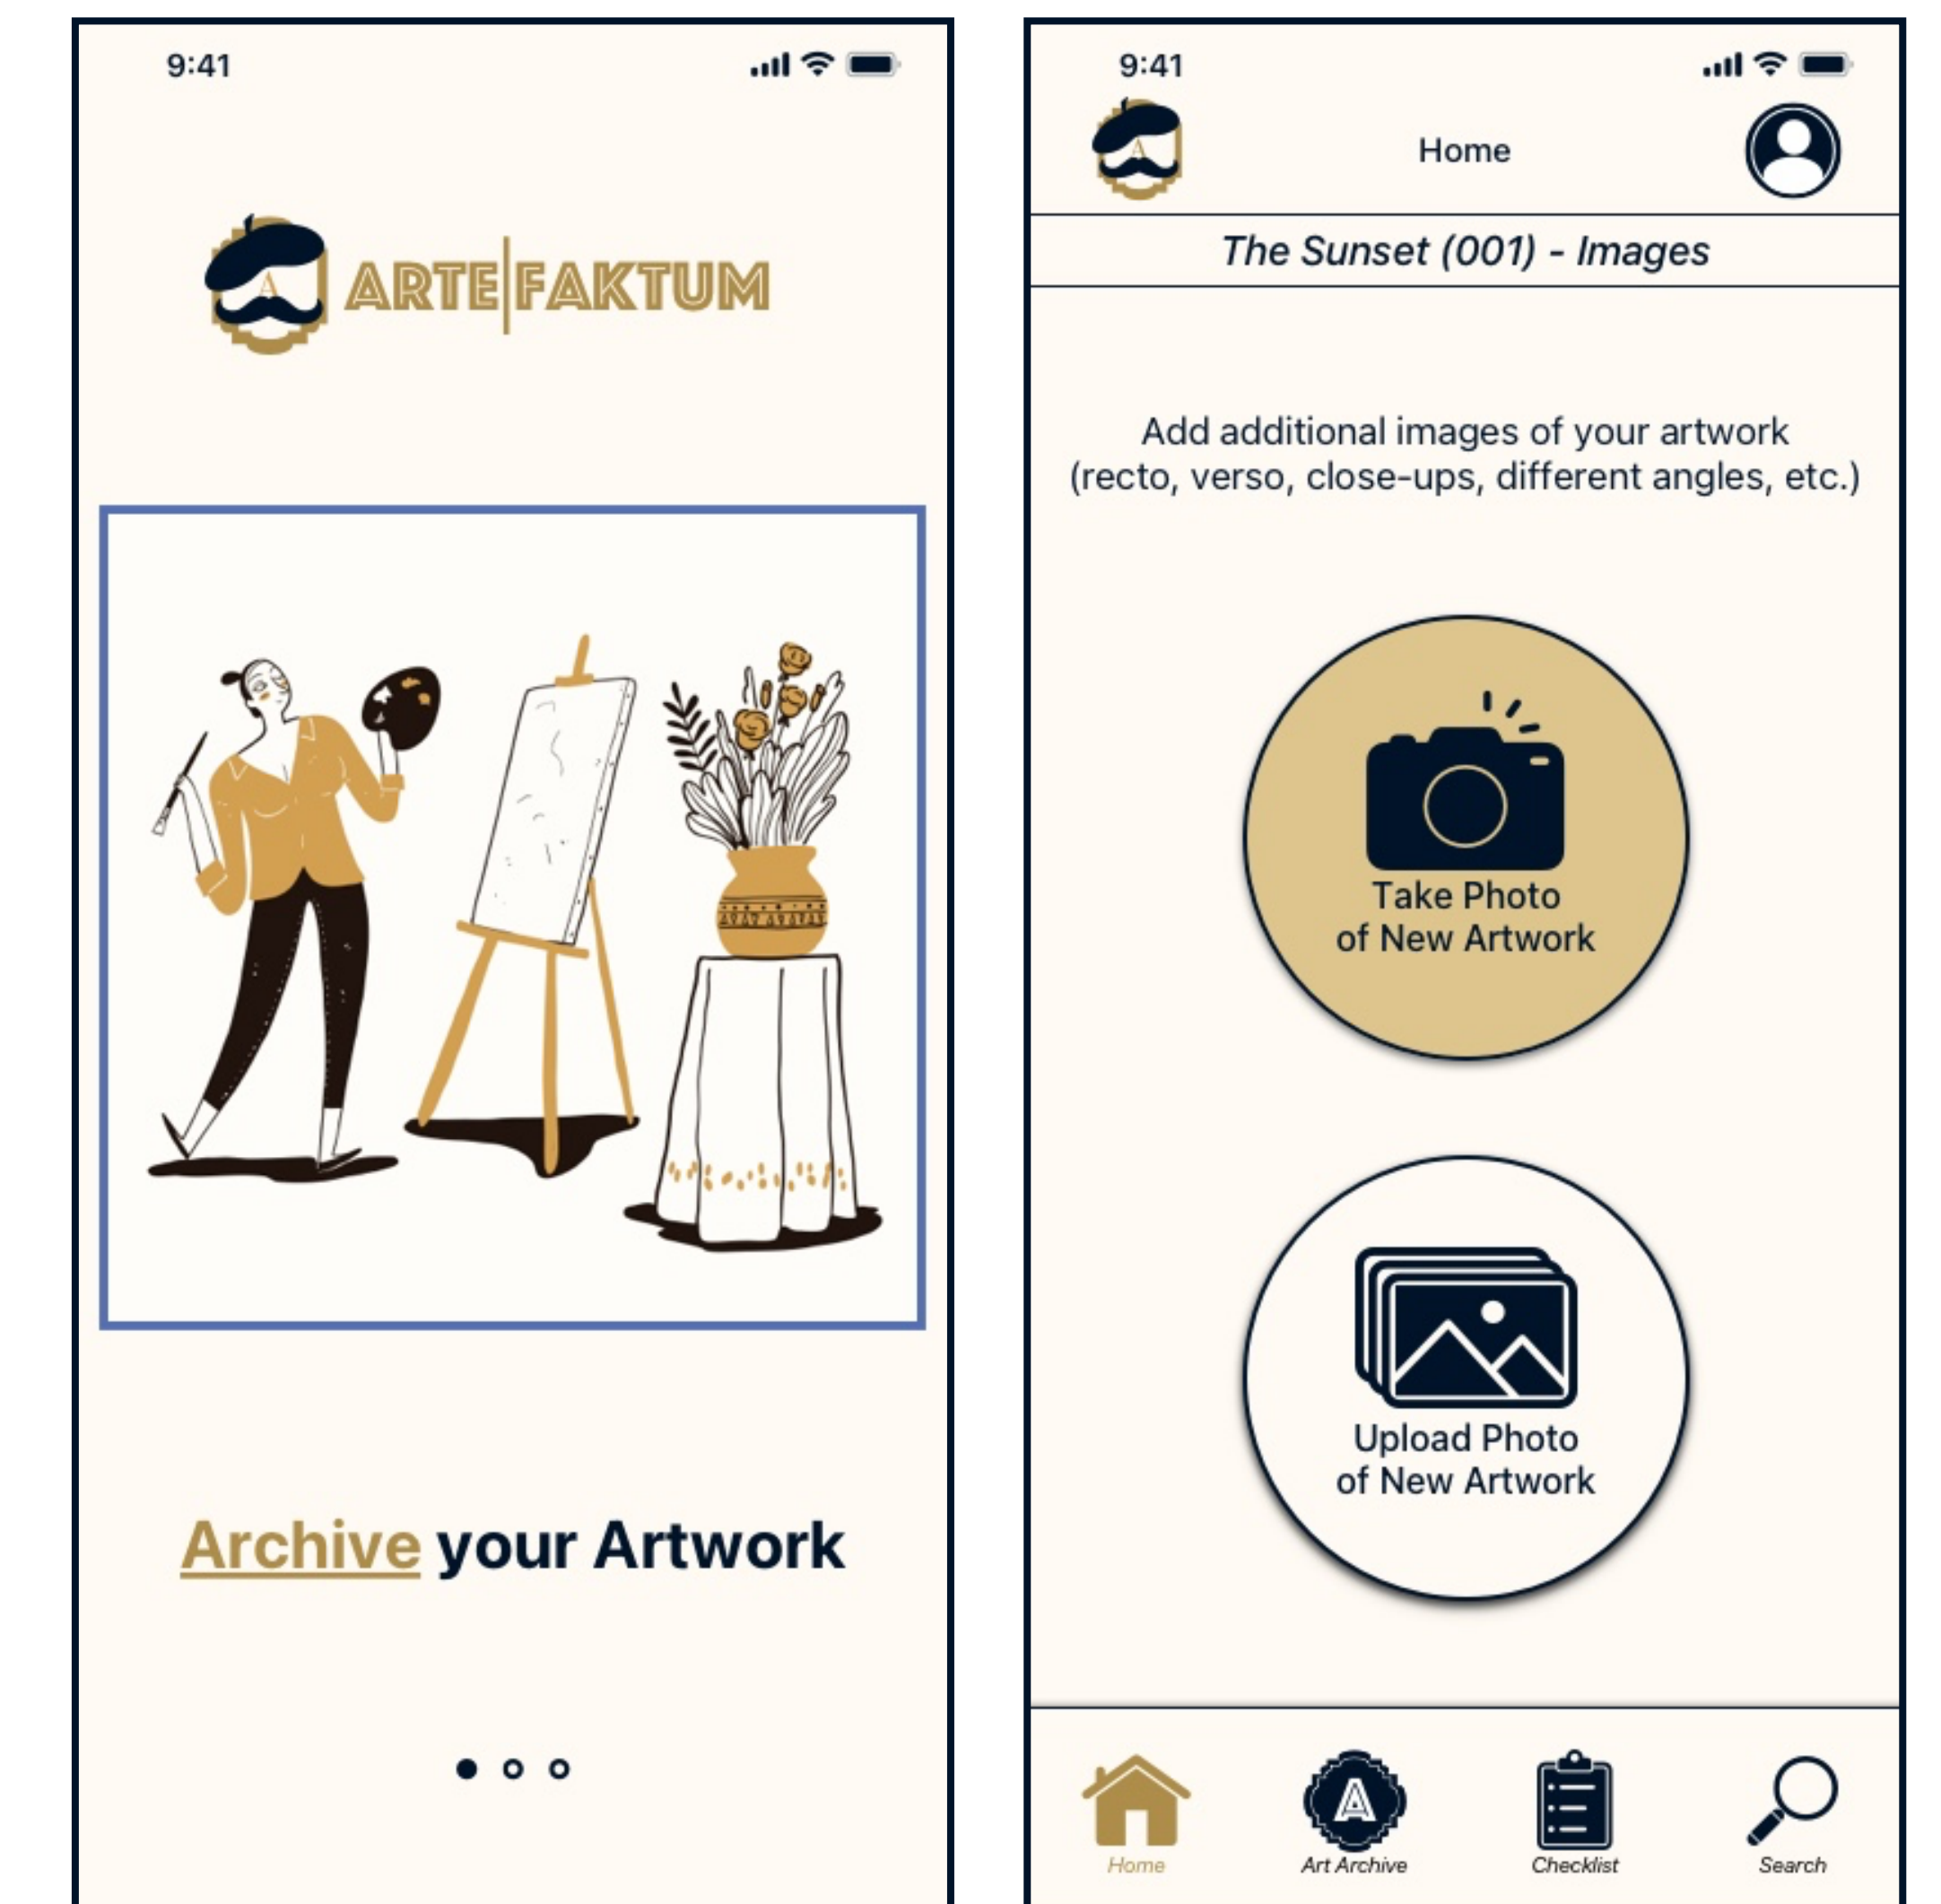 9:41
A
ARTE|FAKTUM
Archive your Artwork
9:41
A
Home
The Sunset (001) - Images
Add additional images of your artwork
(recto, verso, close-ups, different angles, etc.)
Take Photo
of New Artwork
Upload Photo
of New Artwork
A
Home
Art Archive
Checklist
Search